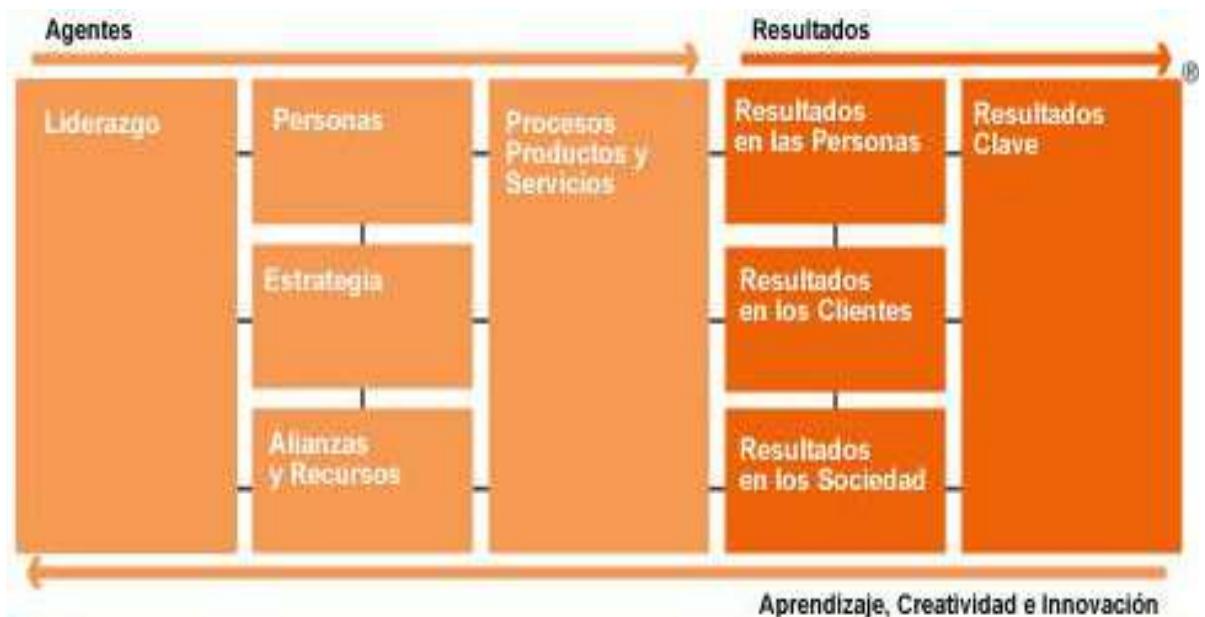 Agentes
Resultados
®
Liderazgo
Personas
Procesos
Productos y
Servicios
Resultados
en las Personas
Resultados
Clave
Estrategia
Resultados
en los Clientes
Alianzas
y Recursos
Resultados
en los Sociedad
Aprendizaje, Creatividad e Innovación